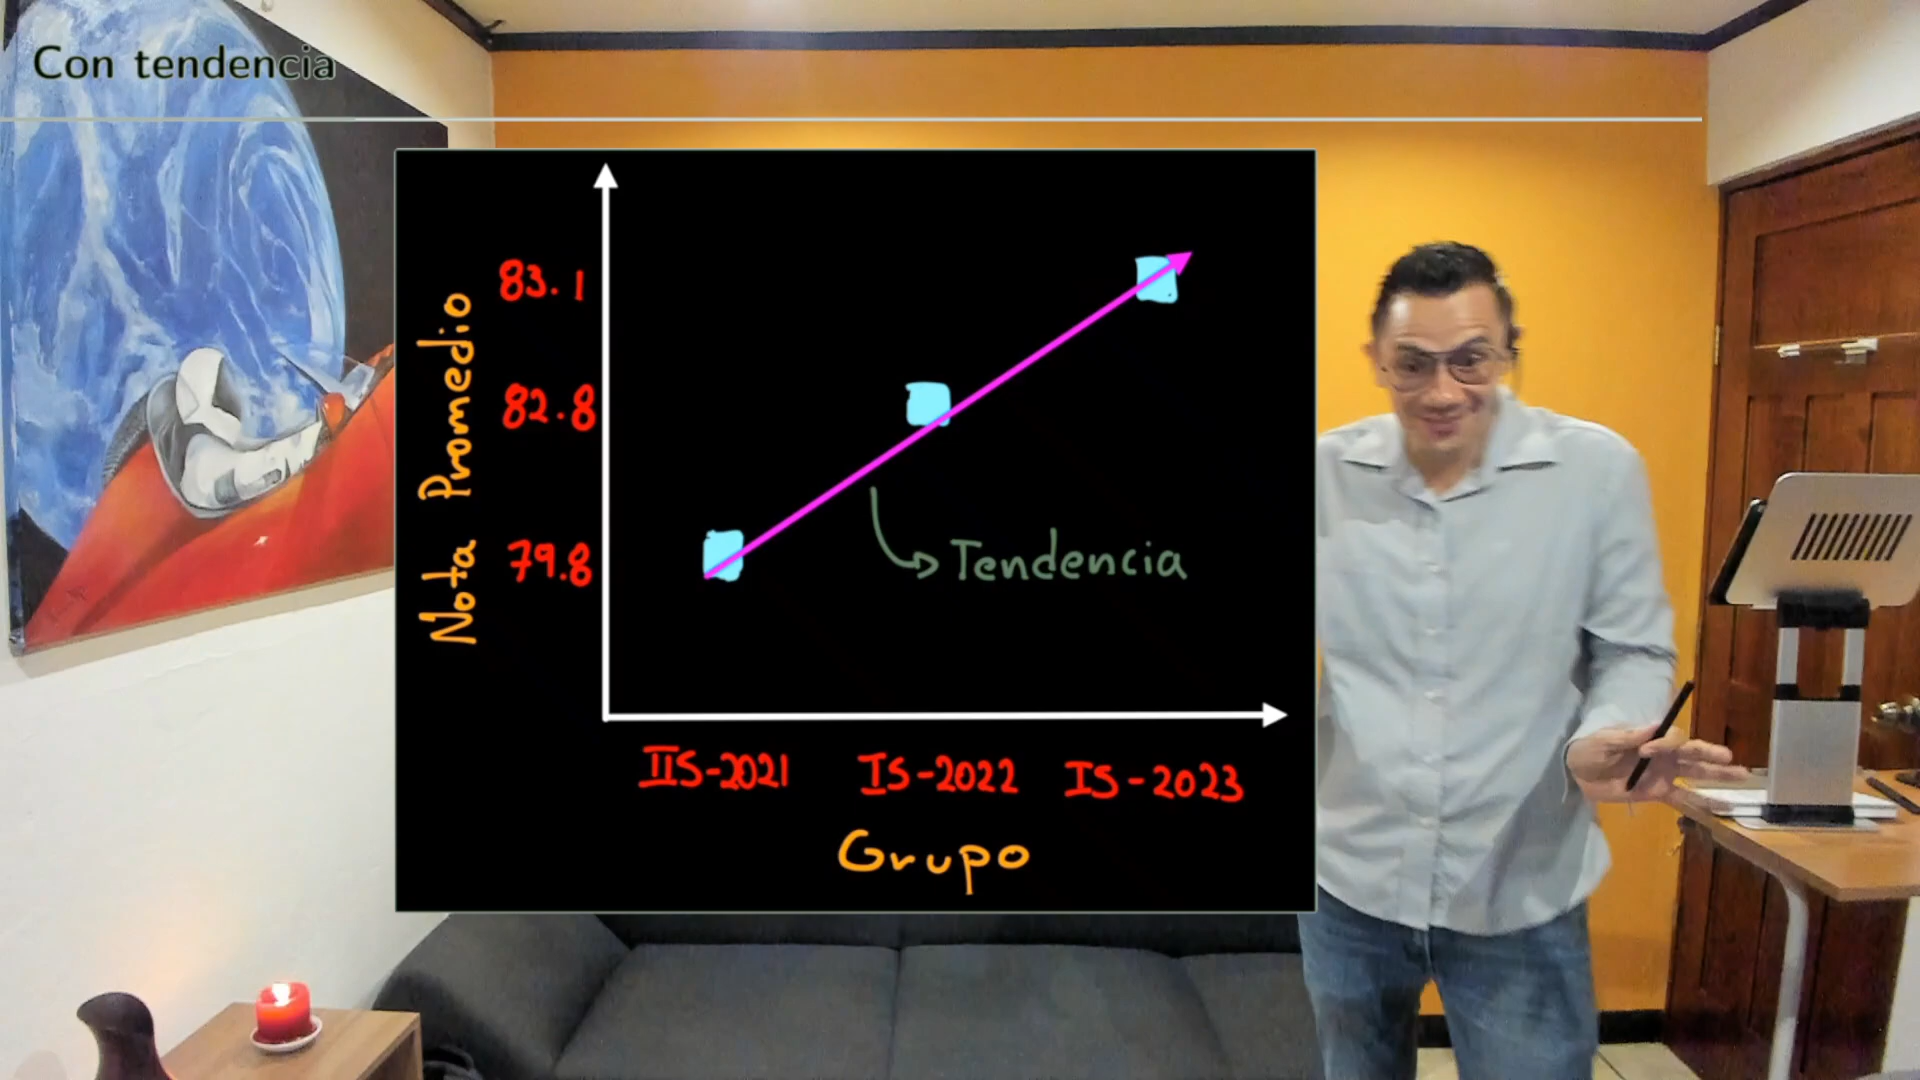 Con tendencia
Nota Promedio
83.1
82.8
79.8
Tendencia
IIS-2021 IS-2022 IS-2023
Grupo